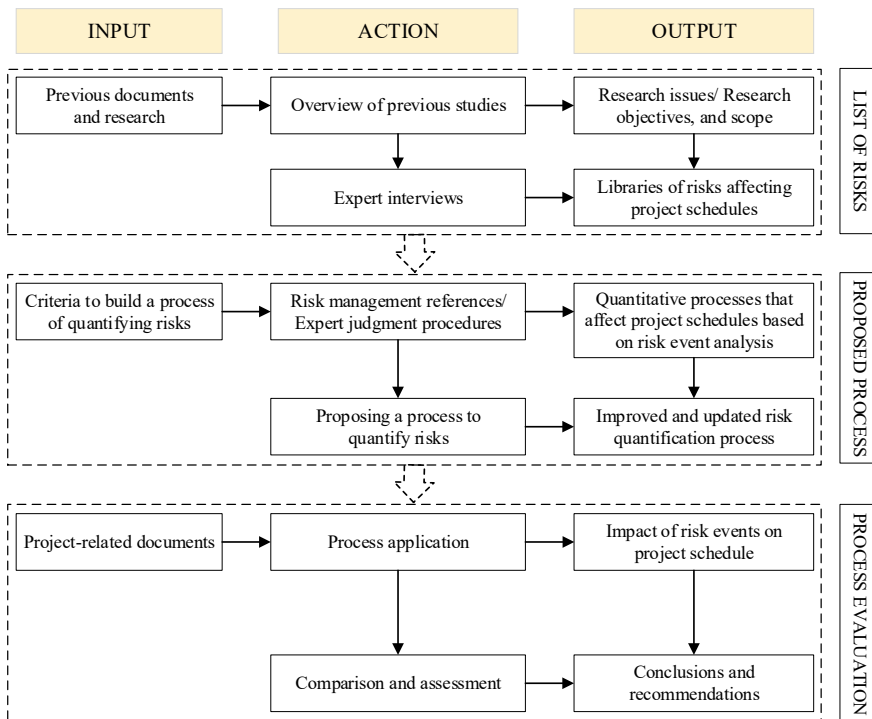 INPUT
ACTION
OUTPUT
Previous documents
and research
Overview of previous studies
Research issues/ Research
objectives, and scope
Expert interviews
Libraries of risks affecting
project schedules
LIST OF RISKS
Criteria to build a process
of quantifying risks
Risk management references/
Expert judgment procedures
Quantitative processes that
affect project schedules based
on risk event analysis
Proposing a process to
quantify risks
Improved and updated risk
quantification process
PROPOSED PROCESS
Project-related documents
Process application
Impact of risk events on
project schedule
Comparison and assessment
Conclusions and
recommendations
PROCESS EVALUATION